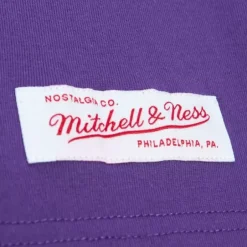 NOSTALGIA CO.
Mitchell & Ness
PHILADELPHIA, PA.